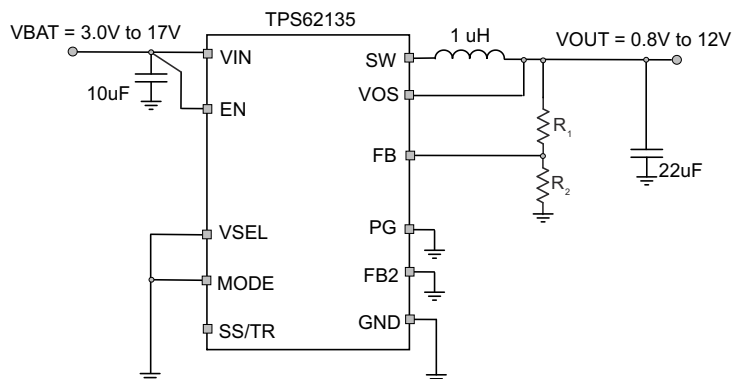 TPS62135
VBAT = 3.0V to 17V
VIN
10uF
EN
VSEL
MODE
SS/TR
SW
VOS
FB
PG
FB2
GND
1 uH
VOUT = 0.8V to 12V
R1
R2
22uF